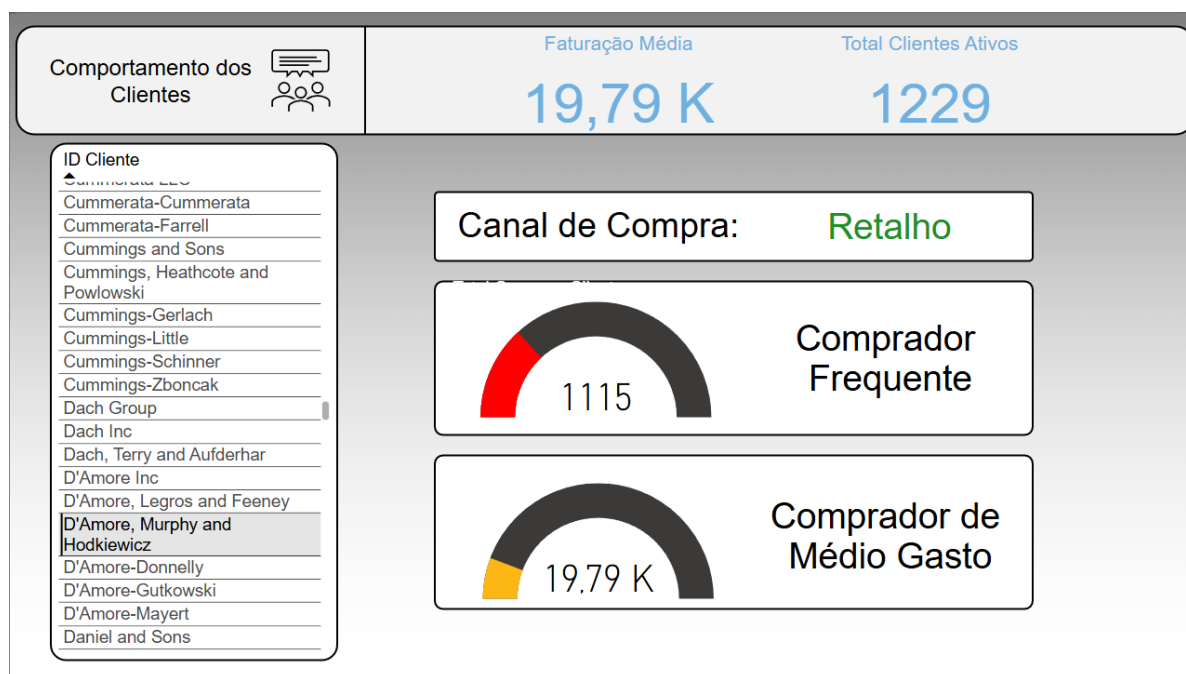 Comportamento dos
Clientes
Faturação Média
19,79 K
Total Clientes Ativos
1229
ID Cliente
Cummerata-Cummerata
Cummerata-Farrell
Cummings and Sons
Cummings, Heathcote and
Powlowski
Cummings-Gerlach
Cummings-Little
Cummings-Schinner
Cummings-Zboncak
Dach Group
Dach Inc
Dach, Terry and Aufderhar
D'Amore Inc
D'Amore, Legros and Feeney
D'Amore, Murphy and
Hodkiewicz
D'Amore-Donnelly
D'Amore-Gutkowski
D'Amore-Mayert
Daniel and Sons
Canal de Compra:
Retalho
1115
Comprador
Frequente
19,79 K
Comprador de
Médio Gasto